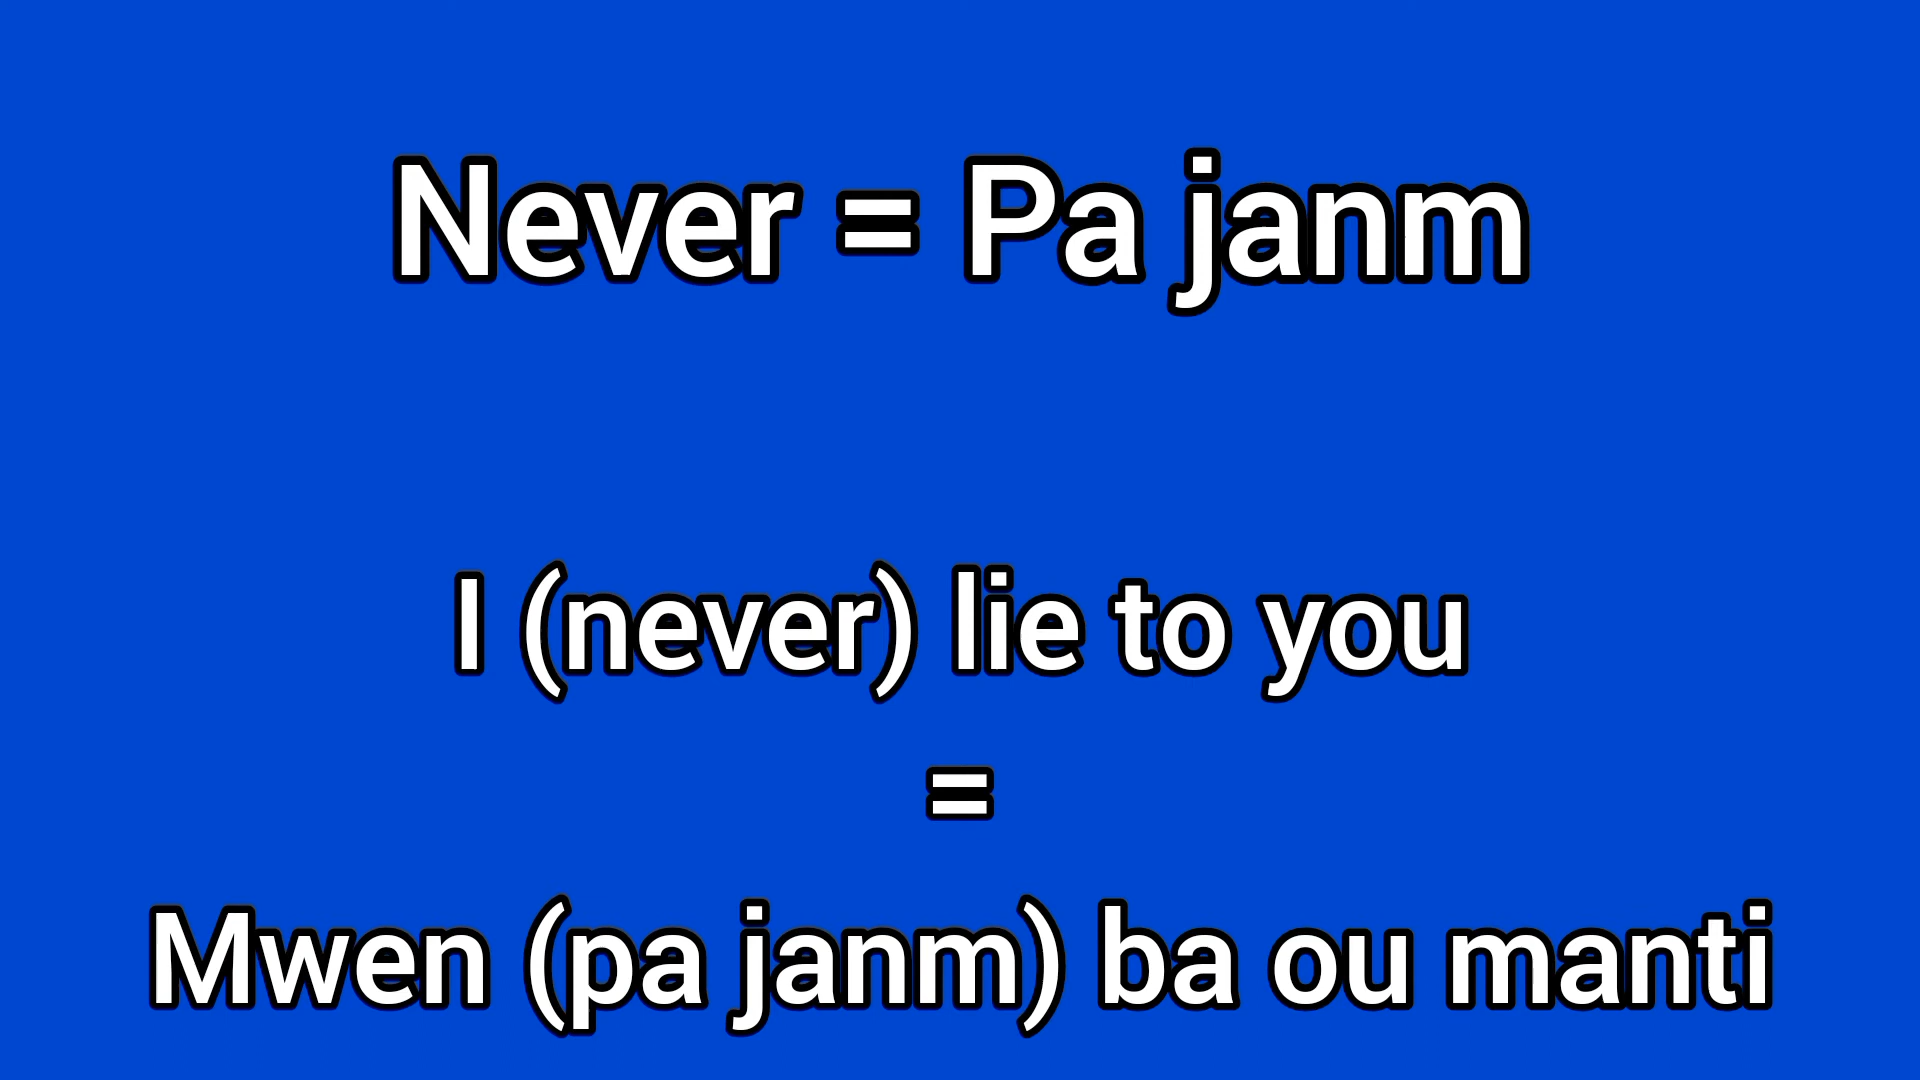 Never = Pa janm
I (never) lie to you
=
Mwen (pa janm) ba ou manti